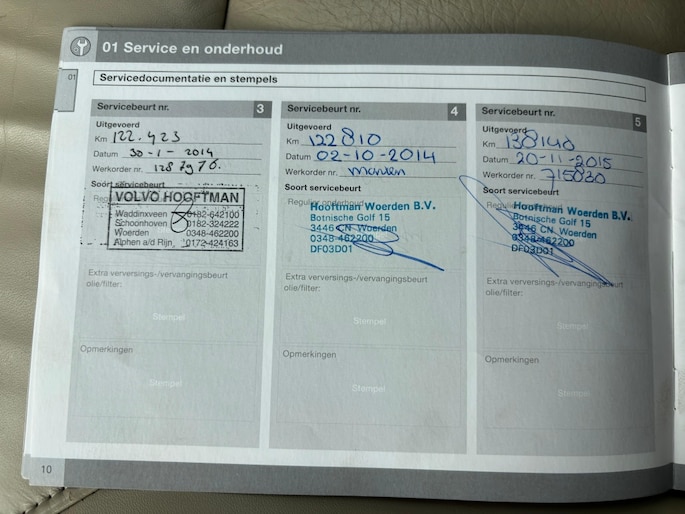 01 Service en onderhoud
01
Servicedocumentatie en stempels
Servicebeurt nr. 3
Uitgevoerd
Km 122.423
Datum 30-1-2014
Werkorder nr.
Soort servicebeurt
VOLVO HOOFTMAN
Waddinxveen 0182-642100
Schoonhoven 0182-324222
Woerden 0348-462200
Alphen a/d Rijn, 0172-424163
Extra verversings-/vervangingsbeurt
olie/filter:
Stempel
Opmerkingen
Stempel
Servicebeurt nr. 4
Uitgevoerd
Km 122810
Datum 02-10-2014
Werkorder nr.
Soort servicebeurt
Regulier onderhoud
Hooftman Woerden B.V.
Botnische Golf 15
3446 CN Woerden
0348-462200
DF03D01
Extra verversings-/vervangingsbeurt
olie/filter:
Stempel
Opmerkingen
Stempel
Servicebeurt nr. 5
Uitgevoerd
Km 138140
Datum 20-11-2015
Werkorder nr. 715030
Soort servicebeurt
Hooftman Woerden B.V.
Botnische Golf 15
3446 CN Woerden
0348-462200
DF03D01
Extra verversings-/vervangingsbeurt
olie/filter:
Stempel
Opmerkingen
Stempel
10